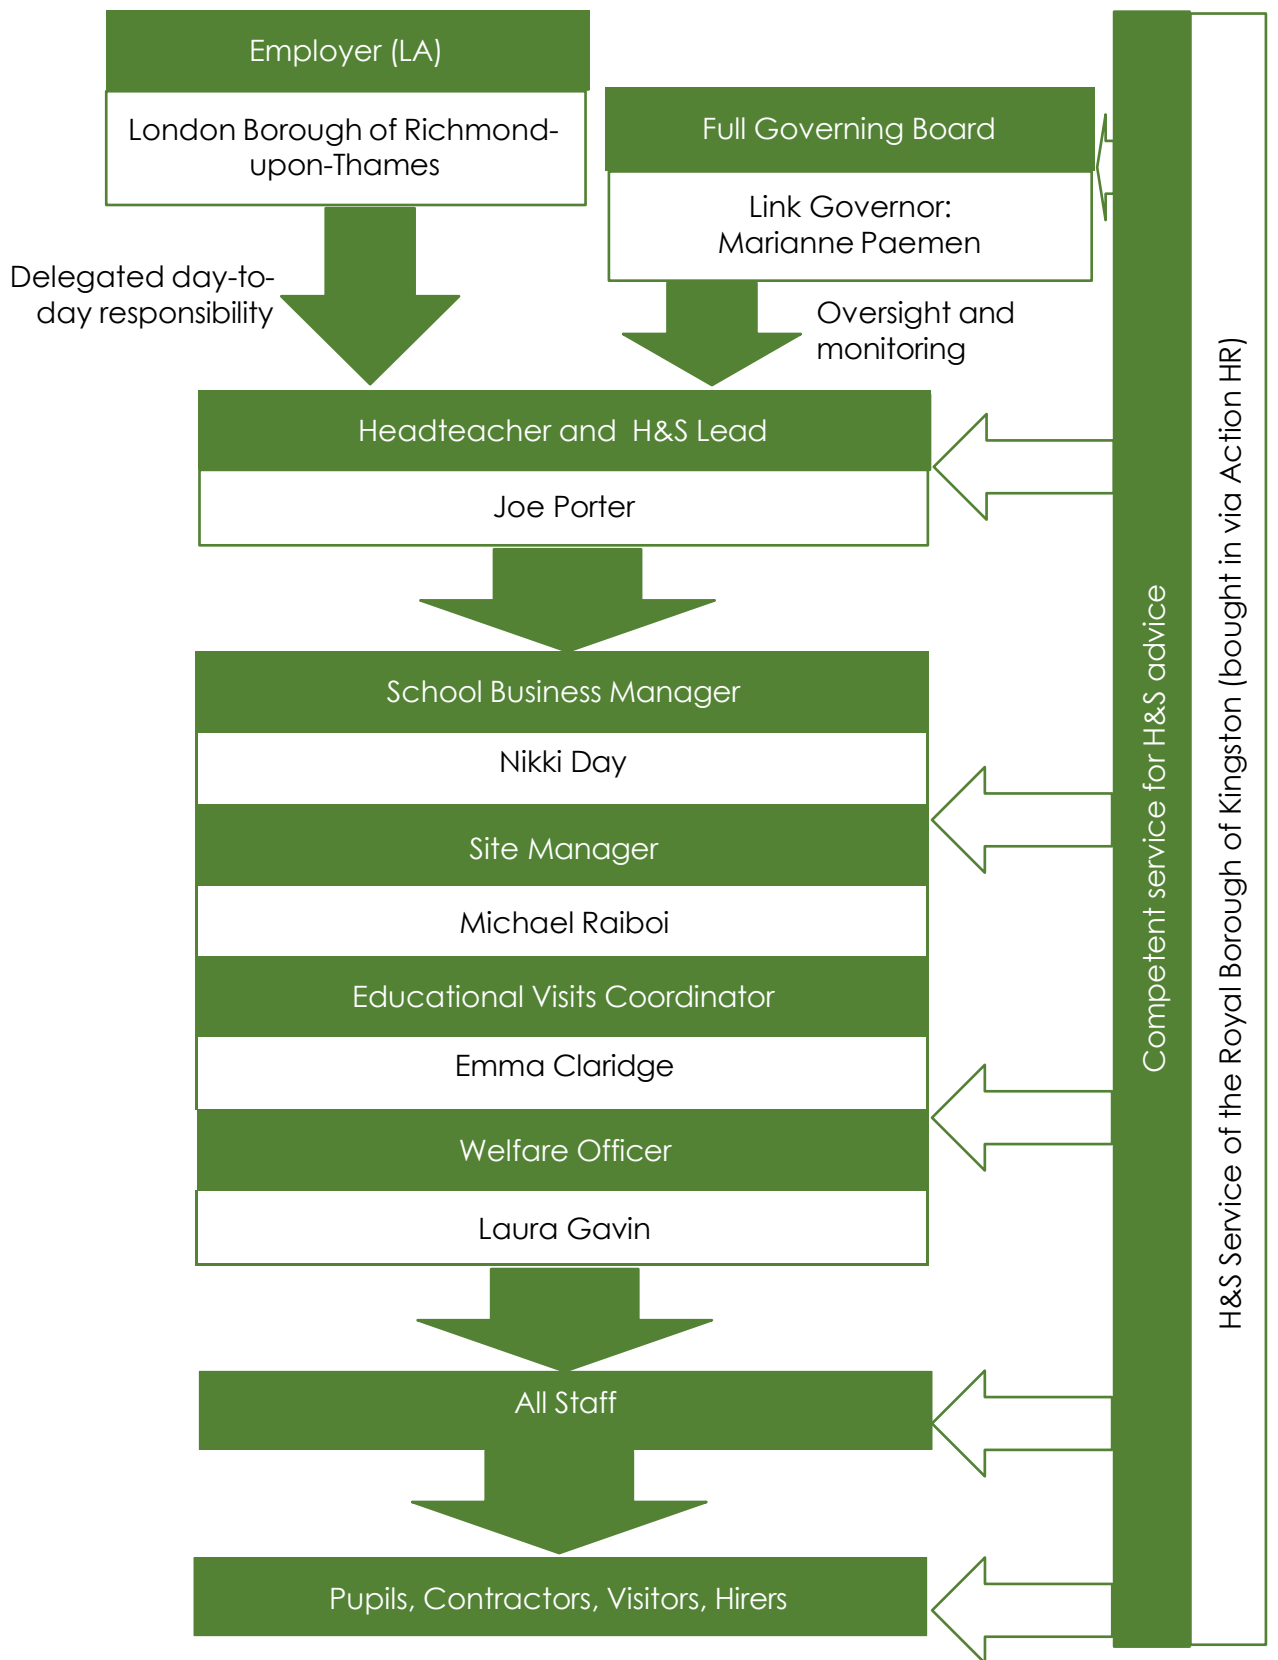 Employer (LA)
London Borough of Richmond-
upon-Thames
Full Governing Board
Link Governor:
Marianne Paemen
Delegated day-to-
day responsibility
Oversight and
monitoring
Headteacher and  H&S Lead
Joe Porter
School Business Manager
Nikki Day
Site Manager
Michael Raiboi
Educational Visits Coordinator
Emma Claridge
Welfare Officer
Laura Gavin
All Staff
Pupils, Contractors, Visitors, Hirers
Competent service for H&S advice
H&S Service of the Royal Borough of Kingston (bought in via Action HR)